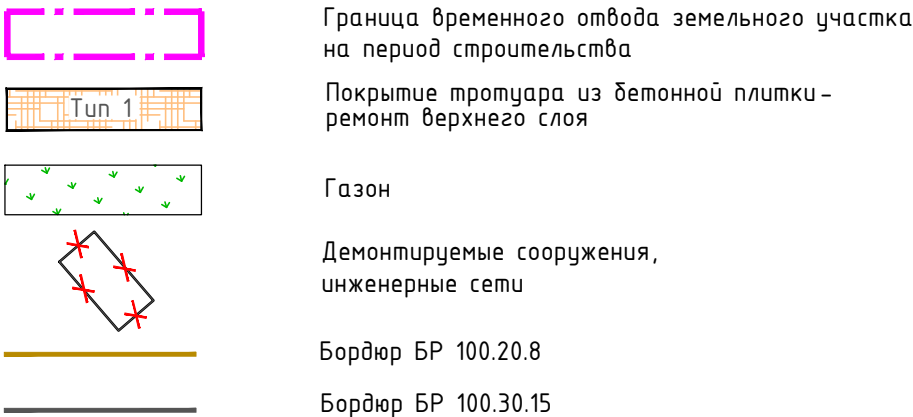 Граница временного отвода земельного участка
на период строительства
Тип 1
Покрытие тротуара из бетонной плитки -
ремонт верхнего слоя
Газон
Демонтируемые сооружения,
инженерные сети
Бордюр БР 100.20.8
Бордюр БР 100.30.15